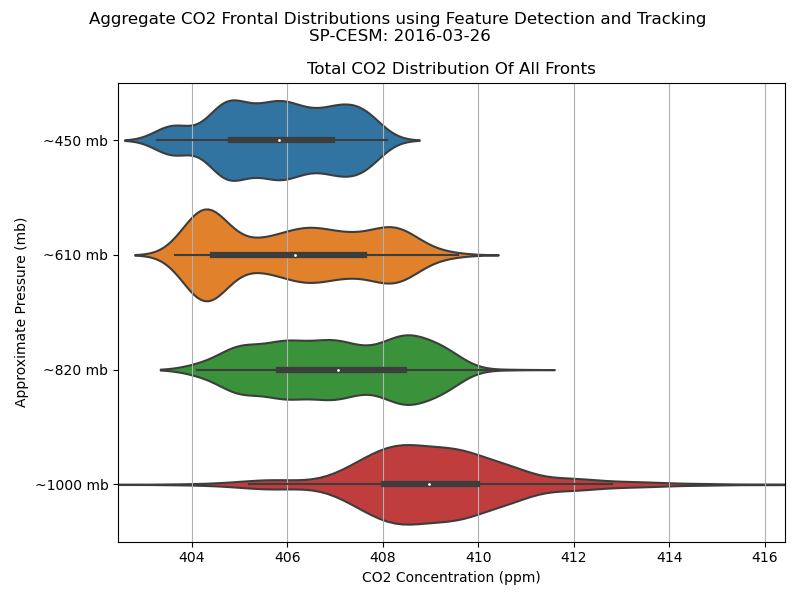 Aggregate CO2 Frontal Distributions using Feature Detection and Tracking
SP-CESM: 2016-03-26
Total CO2 Distribution Of All Fronts
Approximate Pressure (mb)
~450 mb
~610 mb
~820 mb
~1000 mb
404 406 408 410 412 414 416
CO2 Concentration (ppm)